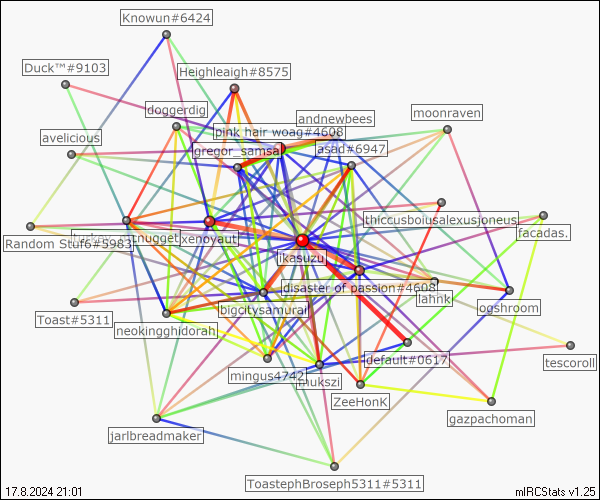 Knowun#6424
Duck™#9103
Heighleaigh#8575
doggerdig
andnewbees
moonraven
pink hair woag#4608
avelicious
gregor_samsa
asad#6947
thiccusboiusalexusjoneus
facadas.
Random Stuff#5983
nugget
xenoyaut
ikasuzu
disaster of passion#4608
lahnk
ogshroom
bigcitysamurai
Toast#5311
neokingghidorah
default#0617
tescoroll
mingus4742
mukszi
ZeeHonK
gazpachoman
jarlbreadmaker
ToastephBroseph5311#5311
17.8.2024 21:01
mIRCStats v1.25